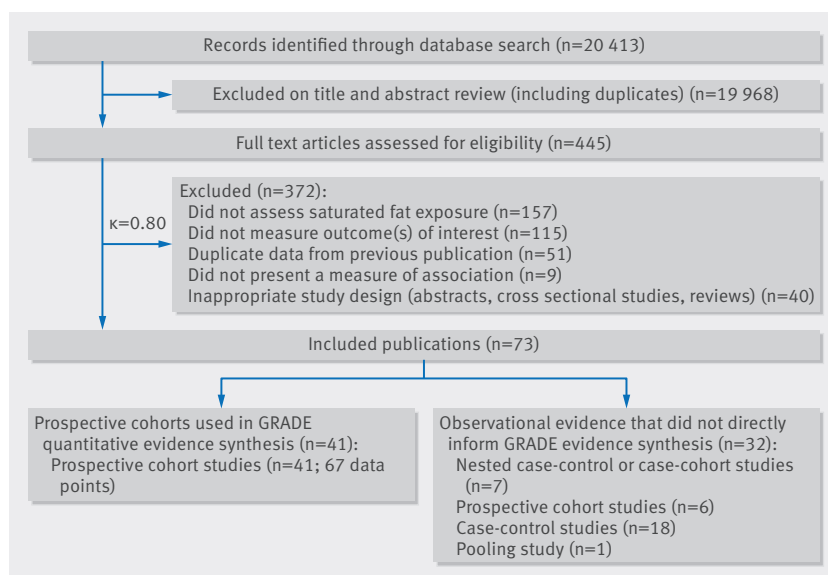 Records identified through database search (n=20 413)
Excluded on title and abstract review (including duplicates) (n=19 968)
Full text articles assessed for eligibility (n=445)
κ=0.80
Excluded (n=372):
Did not assess saturated fat exposure (n=157)
Did not measure outcome(s) of interest (n=115)
Duplicate data from previous publication (n=51)
Did not present a measure of association (n=9)
Inappropriate study design (abstracts, cross sectional studies, reviews) (n=40)
Included publications (n=73)
Prospective cohorts used in GRADE
quantitative evidence synthesis (n=41):
Prospective cohort studies (n=41; 67 data
points)
Observational evidence that did not directly
inform GRADE evidence synthesis (n=32):
Nested case-control or case-cohort studies
(n=7)
Prospective cohort studies (n=6)
Case-control studies (n=18)
Pooling study (n=1)